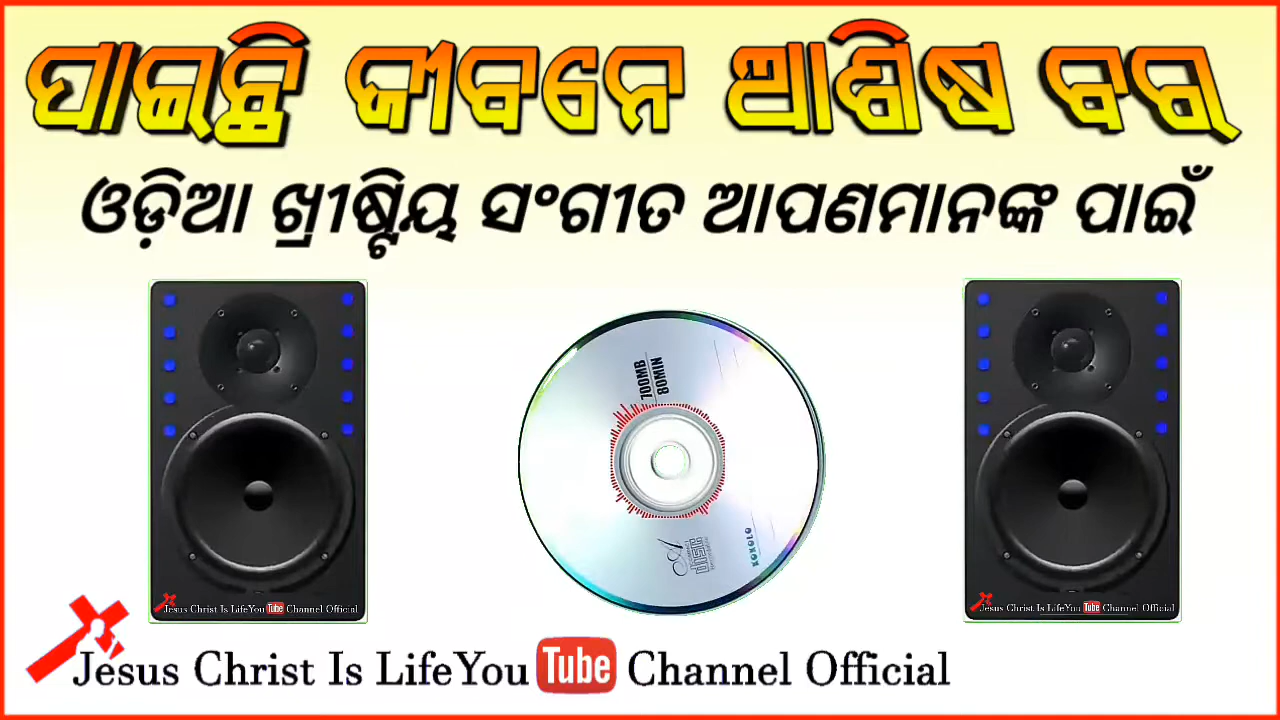 ପାଇଛି ଜୀବନେ ଆଶିଷ ବର
ଓଡ଼ିଆ ଖ୍ରୀଷ୍ଟିୟ ସଂଗୀତ ଆପଣମାନଙ୍କ ପାଇଁ
700MB
80MIN
KOKOLO
Jesus Christ Is LifeYou Tube Channel Official
Jesus Christ Is LifeYou Tube Channel Official
Jesus Christ Is LifeYou Tube Channel Official